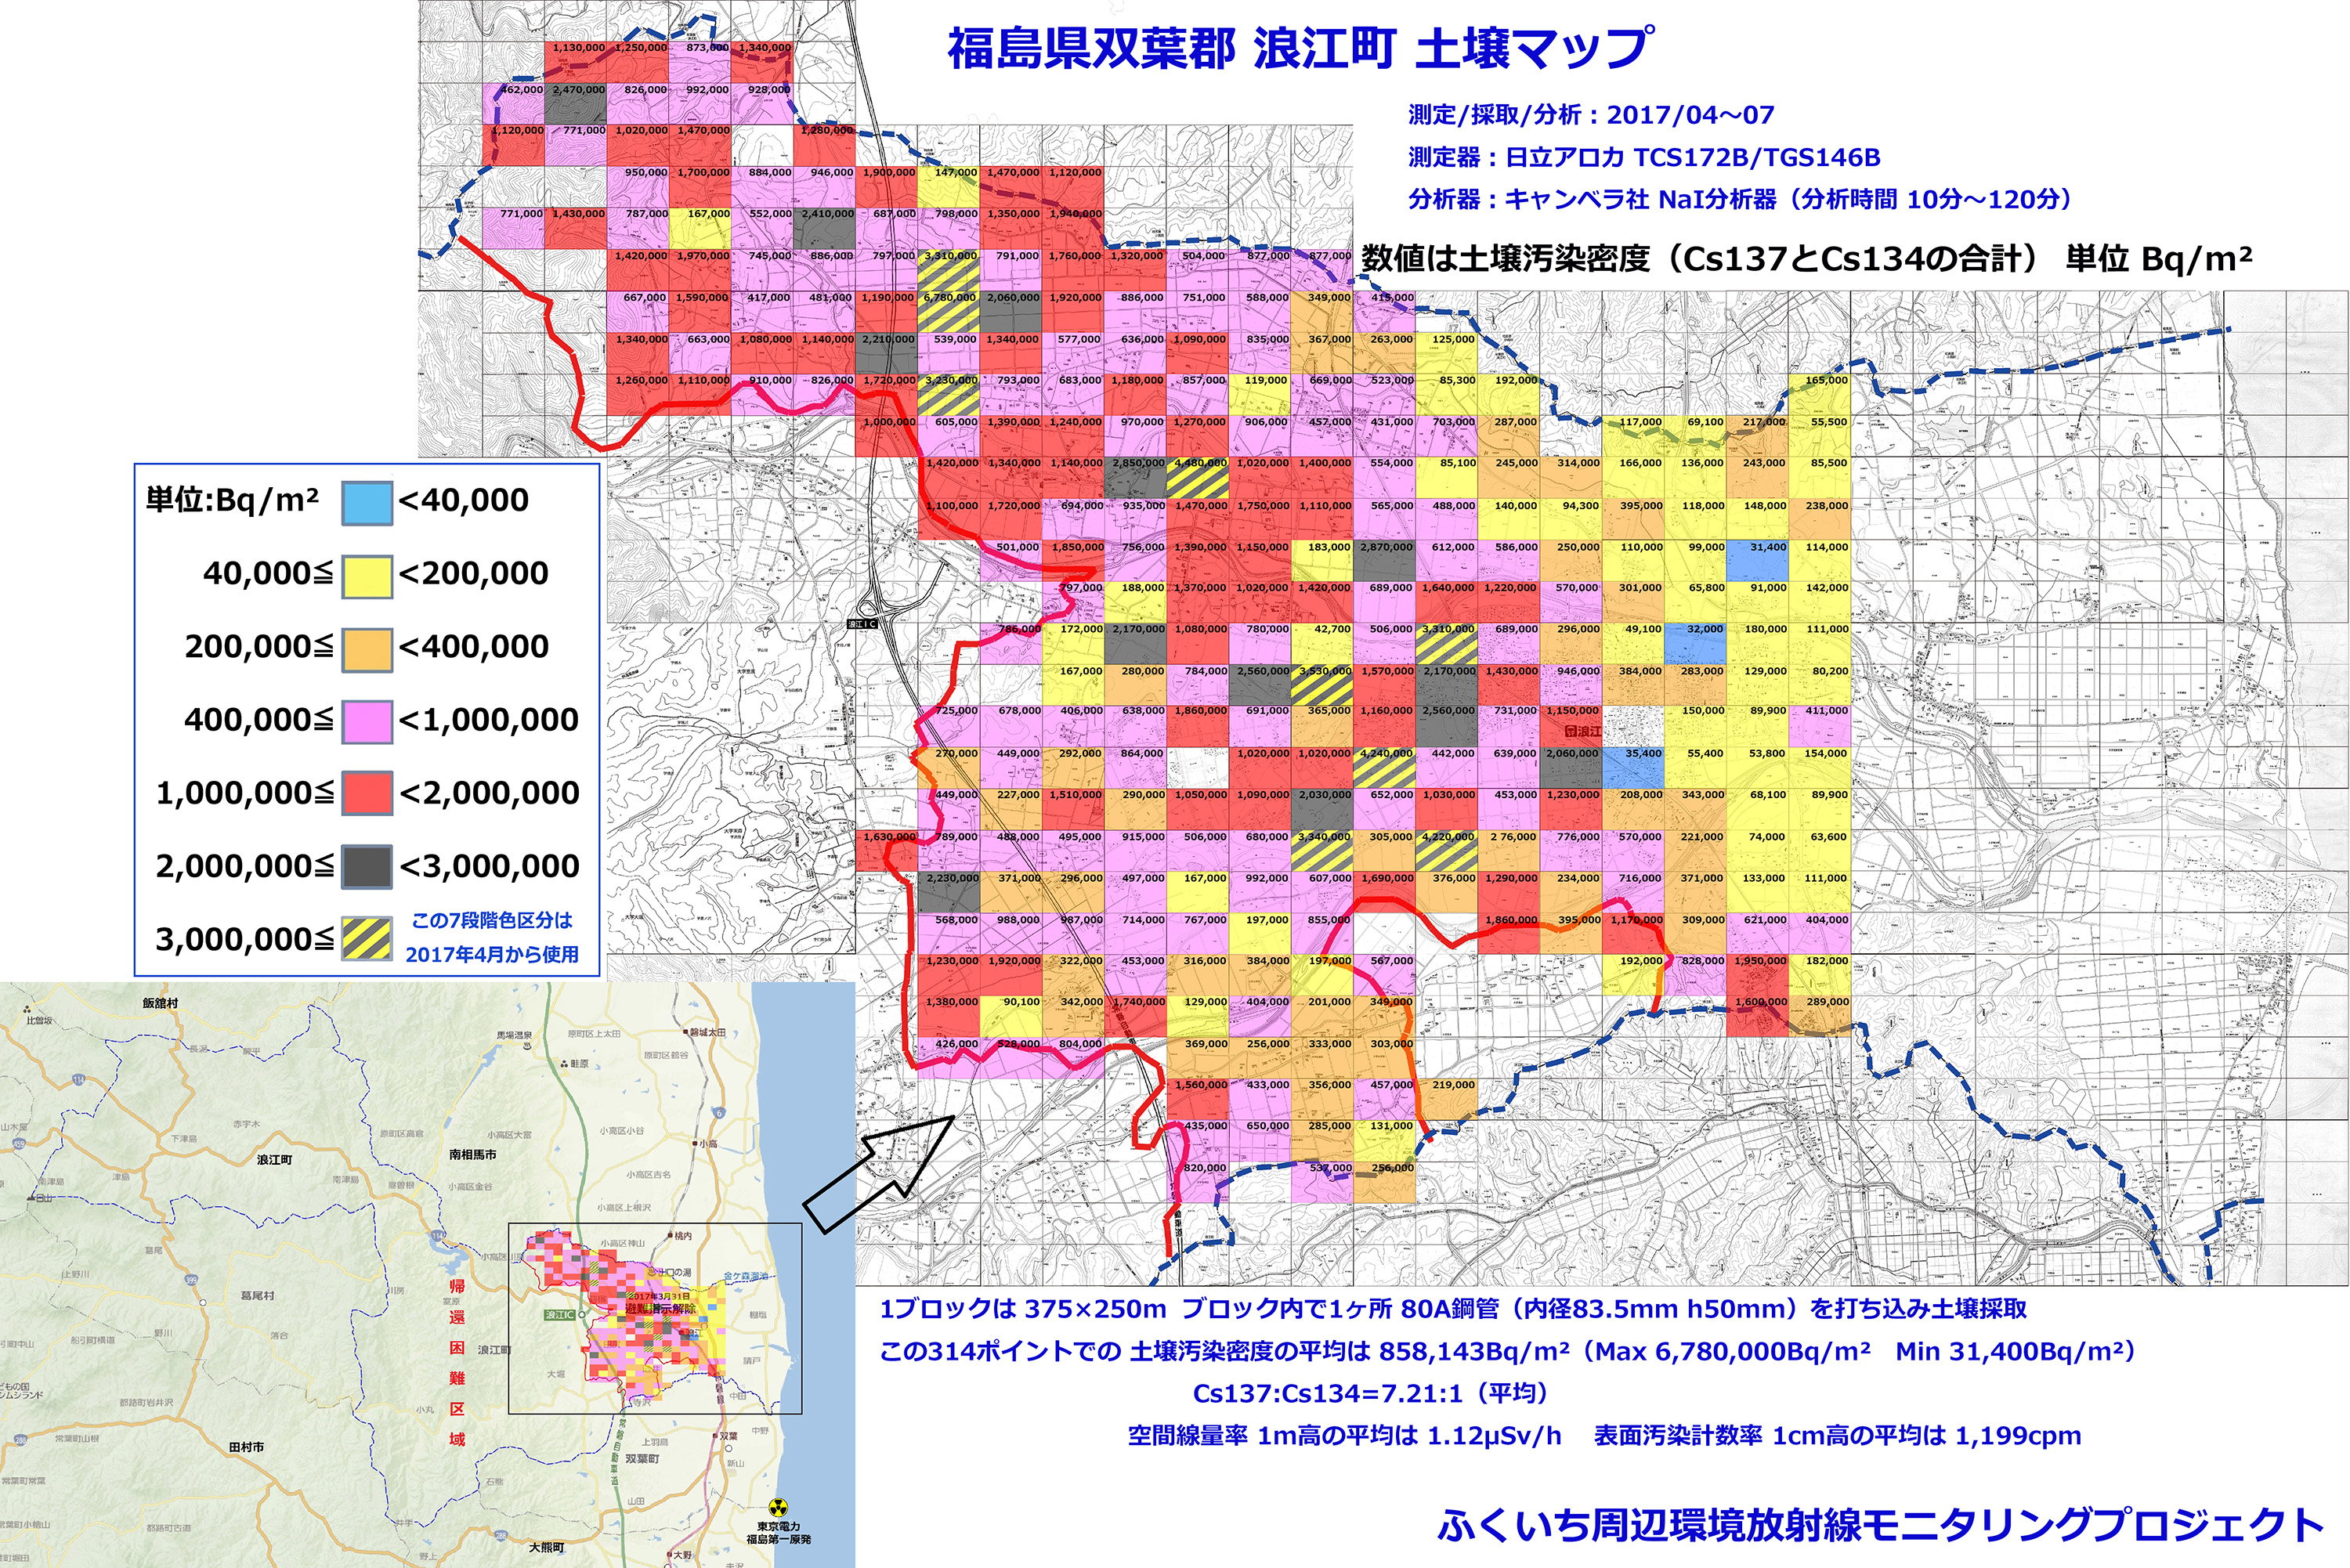 福島県双葉郡 浪江町 土壌マップ
測定/採取/分析：2017/04～07
測定器：日立アロカ TCS172B/TGS146B
分析器：キャンベラ社 NaI分析器（分析時間 10分～120分）
数値は土壌汚染密度（Cs137とCs134の合計） 単位 Bq/m²
1,130,000 1,250,000 873,000 1,340,000
462,000 2,470,000 826,000 992,000 928,000
1,120,000 771,000 1,020,000 1,470,000 1,280,000
950,000 1,700,000 884,000 946,000 1,900,000 147,000 1,470,000 1,120,000
771,000 1,430,000 787,000 167,000 552,000 2,410,000 687,000 798,000 1,350,000 1,940,000
1,420,000 1,970,000 745,000 886,000 797,000 3,310,000 791,000 1,760,000 1,320,000 504,000 877,000 877,000
667,000 1,590,000 417,000 481,000 1,190,000 6,780,000 2,060,000 1,920,000 886,000 751,000 588,000 349,000 415,000
1,340,000 663,000 1,080,000 1,140,000 2,210,000 539,000 1,340,000 577,000 636,000 1,090,000 835,000 367,000 263,000 125,000
1,260,000 1,110,000 910,000 826,000 1,720,000 3,230,000 793,000 683,000 1,180,000 857,000 119,000 669,000 523,000 85,300 192,000 165,000
1,000,000 605,000 1,390,000 1,240,000 970,000 1,270,000 906,000 457,000 431,000 703,000 287,000 117,000 69,100 217,000 55,500
1,420,000 1,340,000 1,140,000 2,850,000 4,480,000 1,020,000 1,400,000 554,000 85,100 245,000 314,000 166,000 136,000 243,000 85,500
1,100,000 1,720,000 694,000 935,000 1,470,000 1,750,000 1,110,000 565,000 488,000 140,000 94,300 395,000 118,000 148,000 238,000
501,000 1,850,000 756,000 1,390,000 1,150,000 183,000 2,870,000 612,000 586,000 250,000 110,000 99,000 31,400 114,000
797,000 188,000 1,370,000 1,020,000 1,420,000 689,000 1,640,000 1,220,000 570,000 301,000 65,800 91,000 142,000
浪江IC
786,000 172,000 2,170,000 1,080,000 780,000 42,700 506,000 3,310,000 689,000 296,000 49,100 32,000 180,000 111,000
167,000 280,000 784,000 2,560,000 3,530,000 1,570,000 2,170,000 1,430,000 946,000 384,000 283,000 129,000 80,200
725,000 678,000 406,000 638,000 1,860,000 691,000 365,000 1,160,000 2,560,000 731,000 1,150,000 150,000 89,900 411,000
浪江
270,000 449,000 292,000 864,000 1,020,000 1,020,000 4,240,000 442,000 639,000 2,060,000 35,400 55,400 53,800 154,000
449,000 227,000 1,510,000 290,000 1,050,000 1,090,000 2,030,000 652,000 1,030,000 453,000 1,230,000 208,000 343,000 68,100 89,900
1,630,000 789,000 488,000 495,000 915,000 506,000 680,000 3,340,000 305,000 4,220,000 2 76,000 776,000 570,000 221,000 74,000 63,600
2,230,000 371,000 296,000 497,000 167,000 992,000 607,000 1,690,000 376,000 1,290,000 234,000 716,000 371,000 133,000 111,000
568,000 988,000 987,000 714,000 767,000 197,000 855,000 1,860,000 395,000 1,170,000 309,000 621,000 404,000
1,230,000 1,920,000 322,000 453,000 316,000 384,000 197,000 567,000 192,000 828,000 1,950,000 182,000
1,380,000 90,100 342,000 1,740,000 129,000 404,000 201,000 349,000 1,600,000 289,000
426,000 528,000 804,000 369,000 256,000 333,000 303,000
1,560,000 433,000 356,000 457,000 219,000
435,000 650,000 285,000 131,000
820,000 537,000 256,000
単位:Bq/m² <40,000
40,000≦ <200,000
200,000≦ <400,000
400,000≦ <1,000,000
1,000,000≦ <2,000,000
2,000,000≦ <3,000,000
3,000,000≦
この7段階色区分は
2017年4月から使用
飯舘村
比曽坂
長泥
蕨平
馬場温泉
原町区上太田
磐城太田
畦原
原町区鶴谷
114
6
山木屋
459
下津島
赤宇木
原町区高倉
小高区大富
小高区小谷
小高
浪江町
南相馬市
南津島
津島
南津島
昼曽根
小高区金谷
小高区吉名
日山
小高区上根沢
葛尾
小高区神山
桃内
上野川
399
葛尾村
川房
室原
金ケ森溜池
2017年3月31日
避難指示解除
浪江IC
棚塩
帰還困難区域
野川
落合
船引町横道
浪江町
請戸
大堀
小丸
寺沢
中田
都路町岩井沢
常葉町山根
田村市
双葉
中野
上羽鳥
双葉町
新山
常磐自動車道
石熊
山田
井手
288
都路町古道
野上
大熊町
大野
東京電力
福島第一原発
1ブロックは 375×250m ブロック内で1ヶ所 80A鋼管（内径83.5mm h50mm）を打ち込み土壌採取
この314ポイントでの 土壌汚染密度の平均は 858,143Bq/m²（Max 6,780,000Bq/m² Min 31,400Bq/m²）
Cs137:Cs134=7.21:1（平均）
空間線量率 1m高の平均は 1.12μSv/h 表面汚染計数率 1cm高の平均は 1,199cpm
ふくいち周辺環境放射線モニタリングプロジェクト